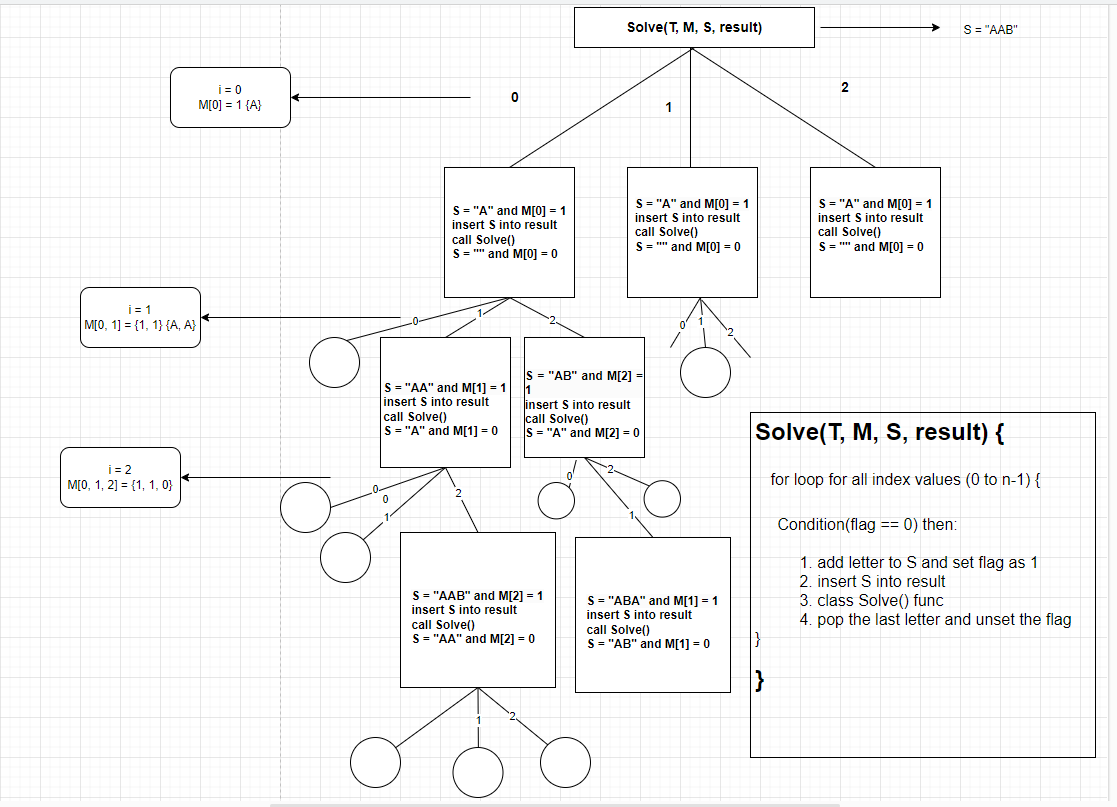 Solve(T, M, S, result)
S = "AAB"
i = 0
M[0] = 1 {A}
0
1
2
S = "A" and M[0] = 1
insert S into result
call Solve()
S = "" and M[0] = 0
S = "A" and M[0] = 1
insert S into result
call Solve()
S = "" and M[0] = 0
S = "A" and M[0] = 1
insert S into result
call Solve()
S = "" and M[0] = 0
i = 1
M[0, 1] = {1, 1} {A, A}
0
1
2
0
1
2
S = "AA" and M[1] = 1
insert S into result
call Solve()
S = "A" and M[1] = 0
S = "AB" and M[2] =
1
insert S into result
call Solve()
S = "A" and M[2] = 0
i = 2
M[0, 1, 2] = {1, 1, 0}
0
0
1
2
0
1
2
S = "AAB" and M[2] = 1
insert S into result
call Solve()
S = "AA" and M[2] = 0
S = "ABA" and M[1] = 1
insert S into result
call Solve()
S = "AB" and M[1] = 0
1
2
Solve(T, M, S, result) {
for loop for all index values (0 to n-1) {
Condition(flag == 0) then:
1. add letter to S and set flag as 1
2. insert S into result
3. class Solve() func
4. pop the last letter and unset the flag
}
}